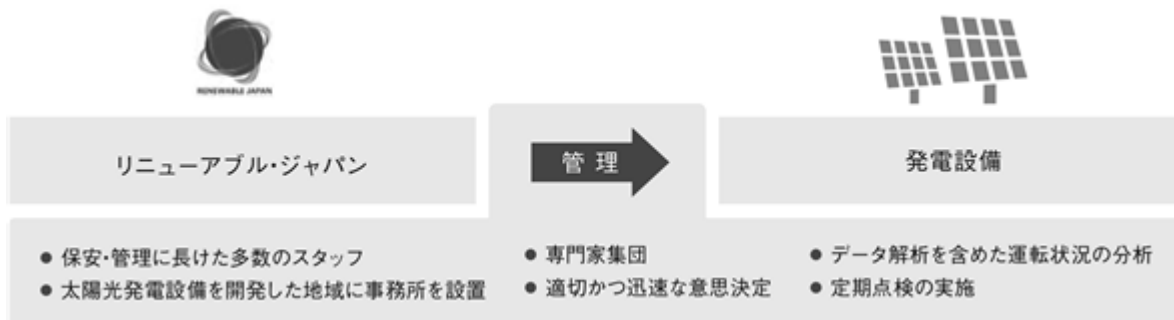 RENEWABLE JAPAN
リニューアブル・ジャパン
管理
発電設備
● 保安・管理に長けた多数のスタッフ
● 太陽光発電設備を開発した地域に事務所を設置
● 専門家集団
● 適切かつ迅速な意思決定
● データ解析を含めた運転状況の分析
● 定期点検の実施